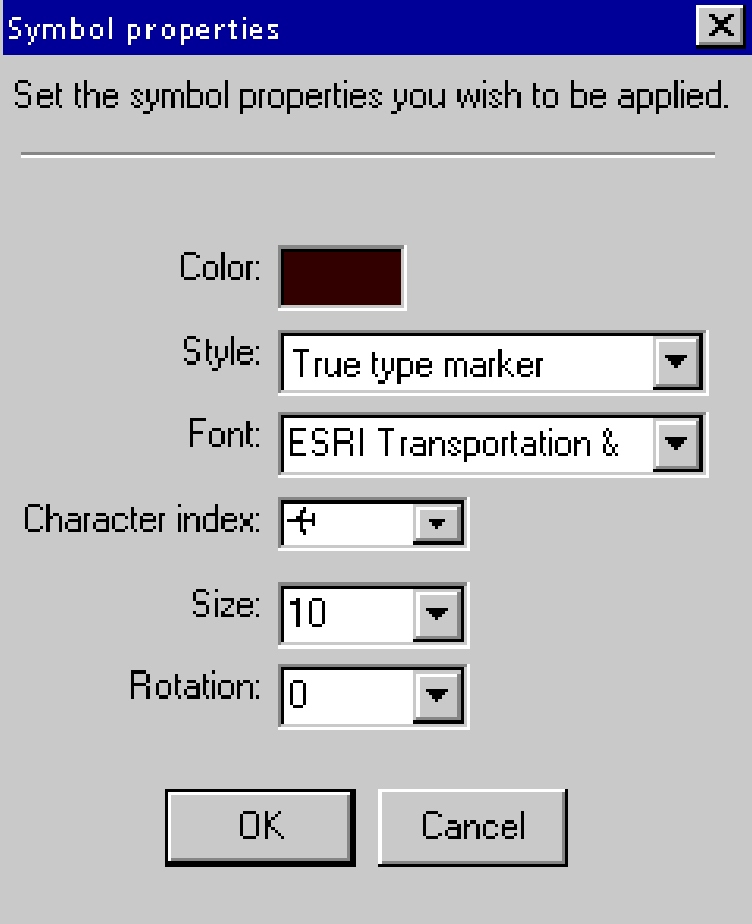 Symbol properties
Set the symbol properties you wish to be applied.
Color:
Style: True type marker
Font: ESRI Transportation &
Character index:
Size: 10
Rotation: 0
OK Cancel